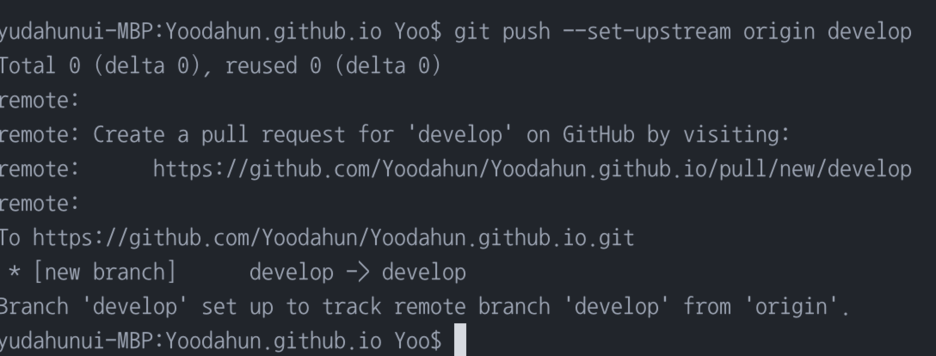 yudahunui-MBP:Yoodahun.github.io Yoo$ git push --set-upstream origin develop
Total 0 (delta 0), reused 0 (delta 0)
remote:
remote: Create a pull request for 'develop' on GitHub by visiting:
remote:      https://github.com/Yoodahun/Yoodahun.github.io/pull/new/develop
remote:
To https://github.com/Yoodahun/Yoodahun.github.io.git
 * [new branch]      develop -> develop
Branch 'develop' set up to track remote branch 'develop' from 'origin'.
yudahunui-MBP:Yoodahun.github.io Yoo$